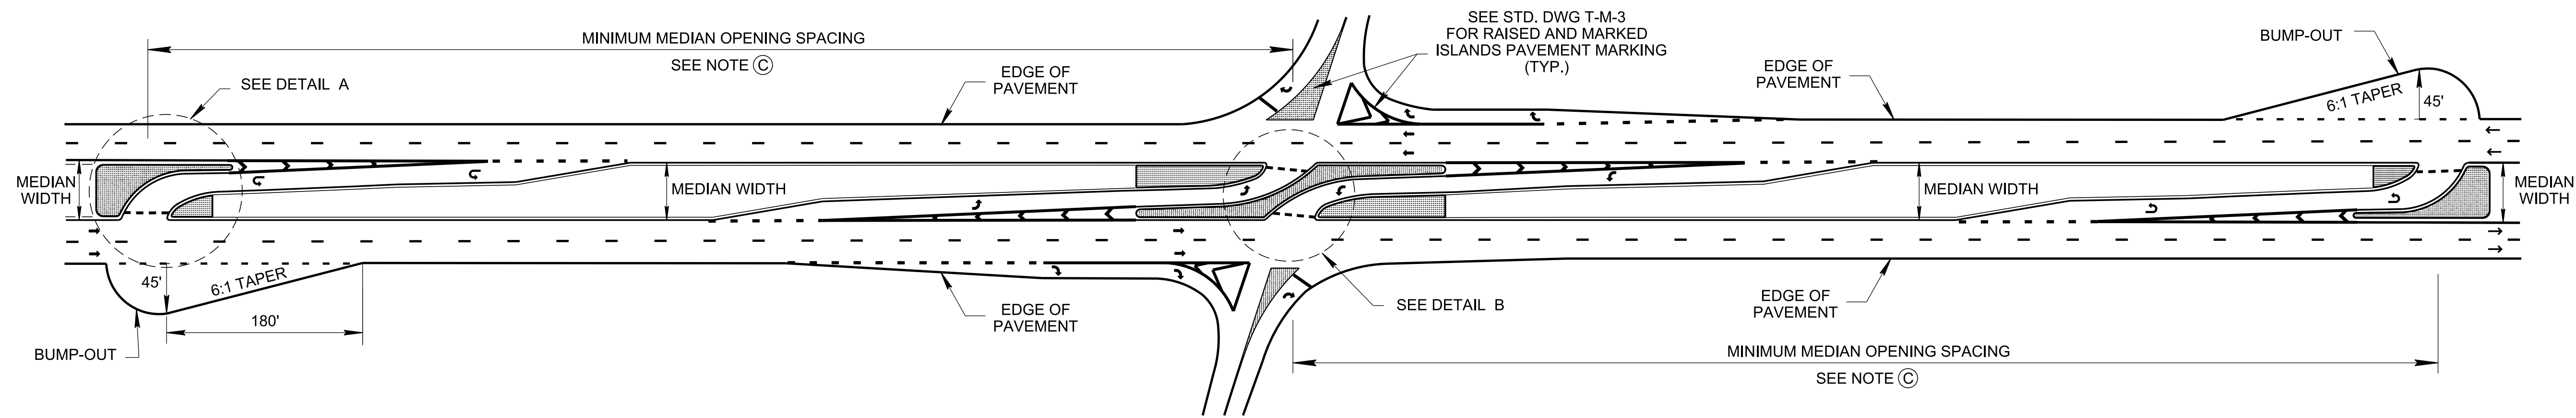 SEE STD. DWG T-M-3
FOR RAISED AND MARKED
ISLANDS PAVEMENT MARKING
(TYP.)
MINIMUM MEDIAN OPENING SPACING
SEE NOTE Ⓒ
BUMP-OUT
SEE DETAIL A
EDGE OF
PAVEMENT
EDGE OF
PAVEMENT
6:1 TAPER
45'
MEDIAN
WIDTH
MEDIAN WIDTH
MEDIAN WIDTH
MEDIAN
WIDTH
45'
6:1 TAPER
180'
BUMP-OUT
EDGE OF
PAVEMENT
SEE DETAIL B
EDGE OF
PAVEMENT
MINIMUM MEDIAN OPENING SPACING
SEE NOTE Ⓒ